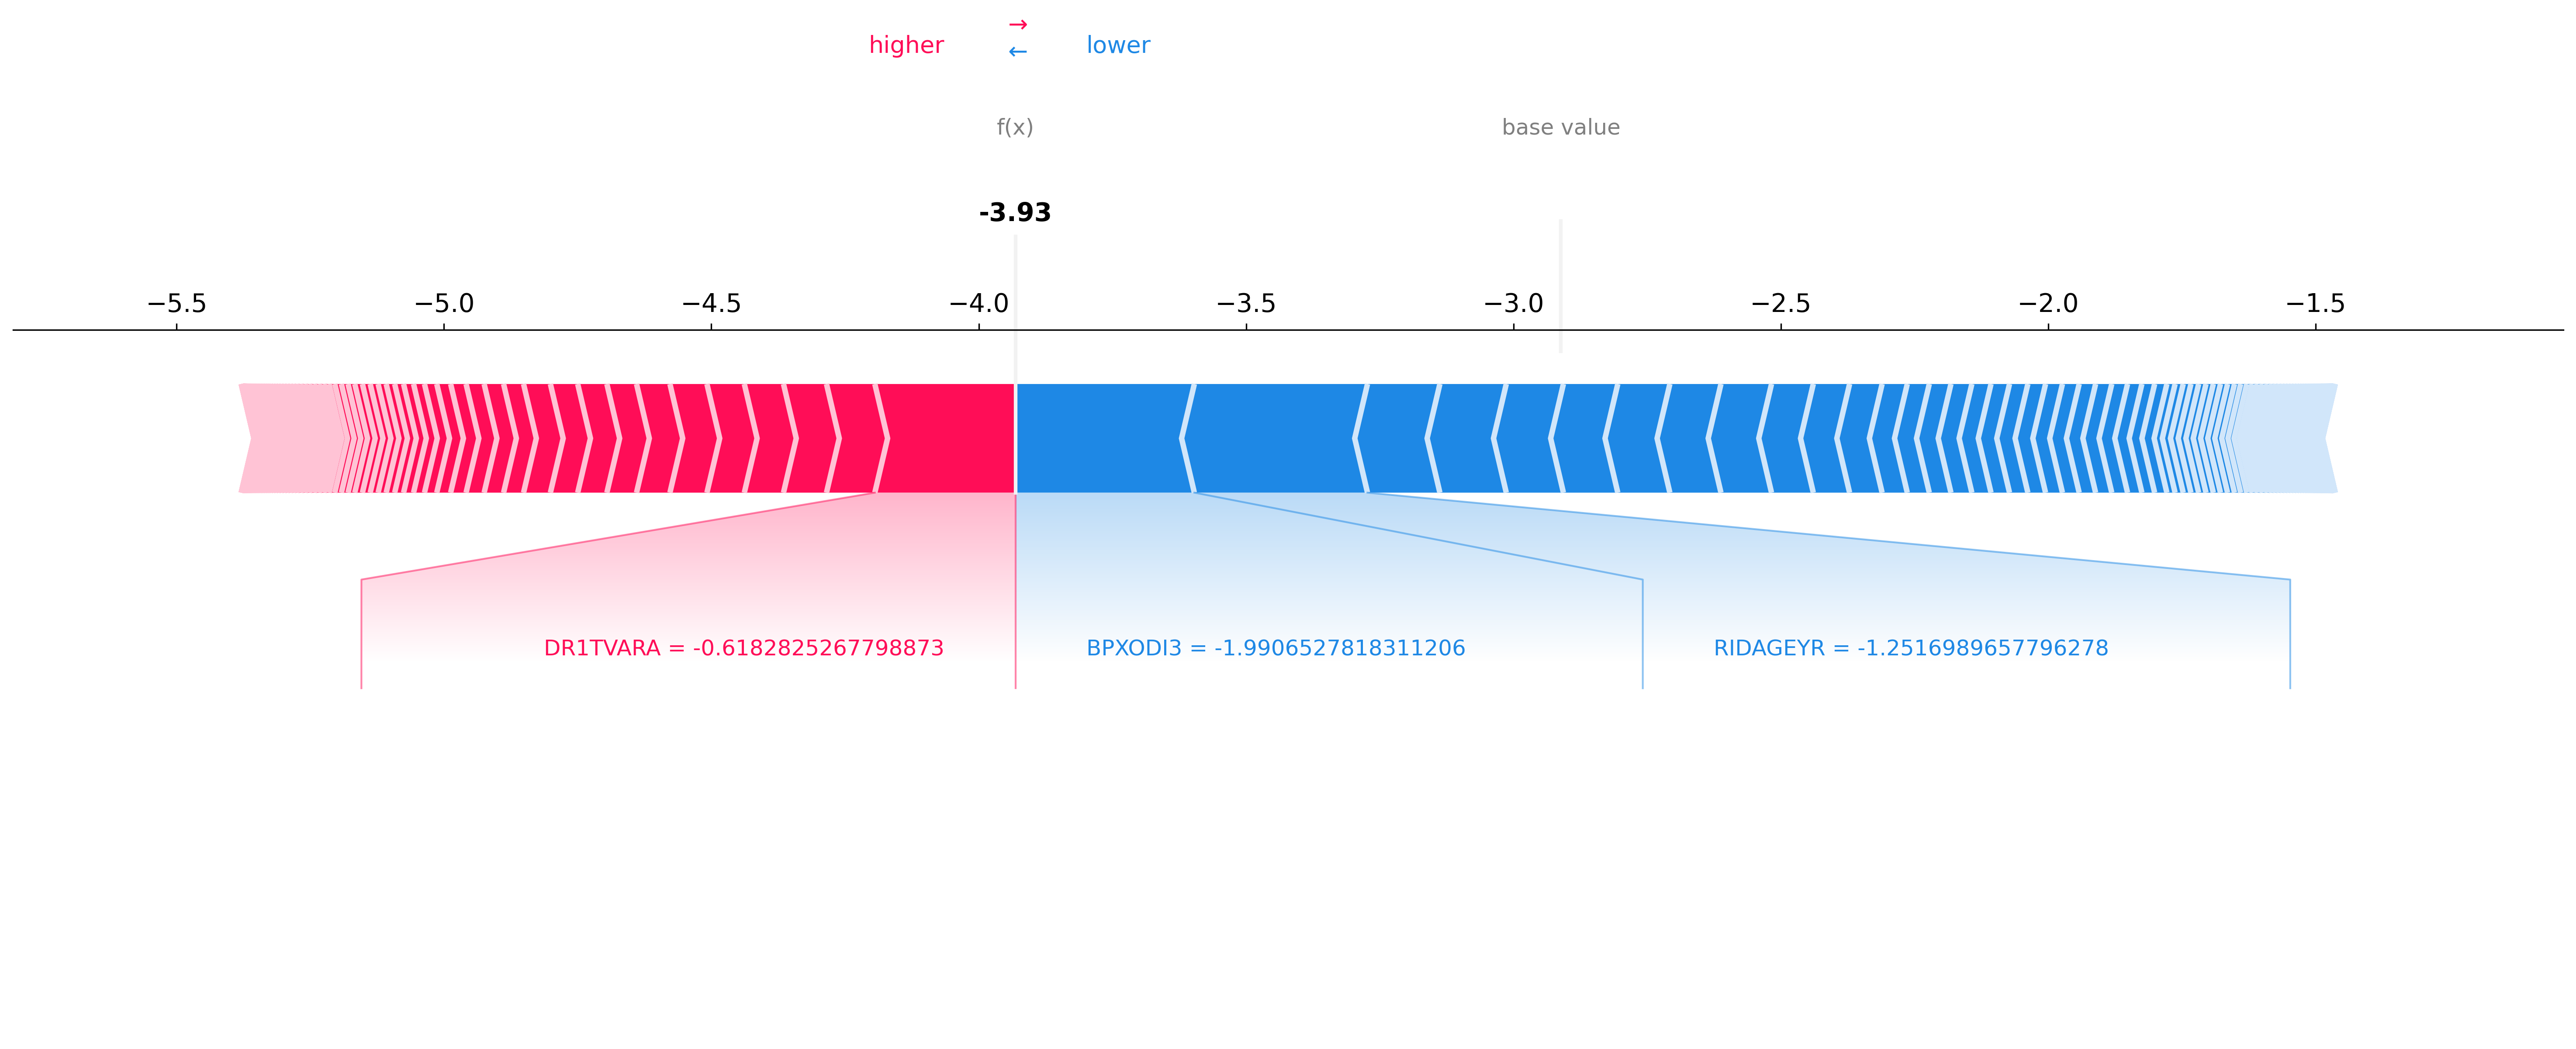 higher → lower
←
f(x) base value
-3.93
−5.5 −5.0 −4.5 −4.0 −3.5 −3.0 −2.5 −2.0 −1.5
DR1TVARA = -0.6182825267798873 BPXODI3 = -1.9906527818311206 RIDAGEYR = -1.2516989657796278